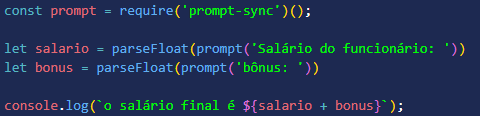 const prompt = require('prompt-sync')();
let salario = parseFloat(prompt('Salário do funcionário: '))
let bonus = parseFloat(prompt('bônus: '))
console.log(`o salário final é ${salario + bonus}`);